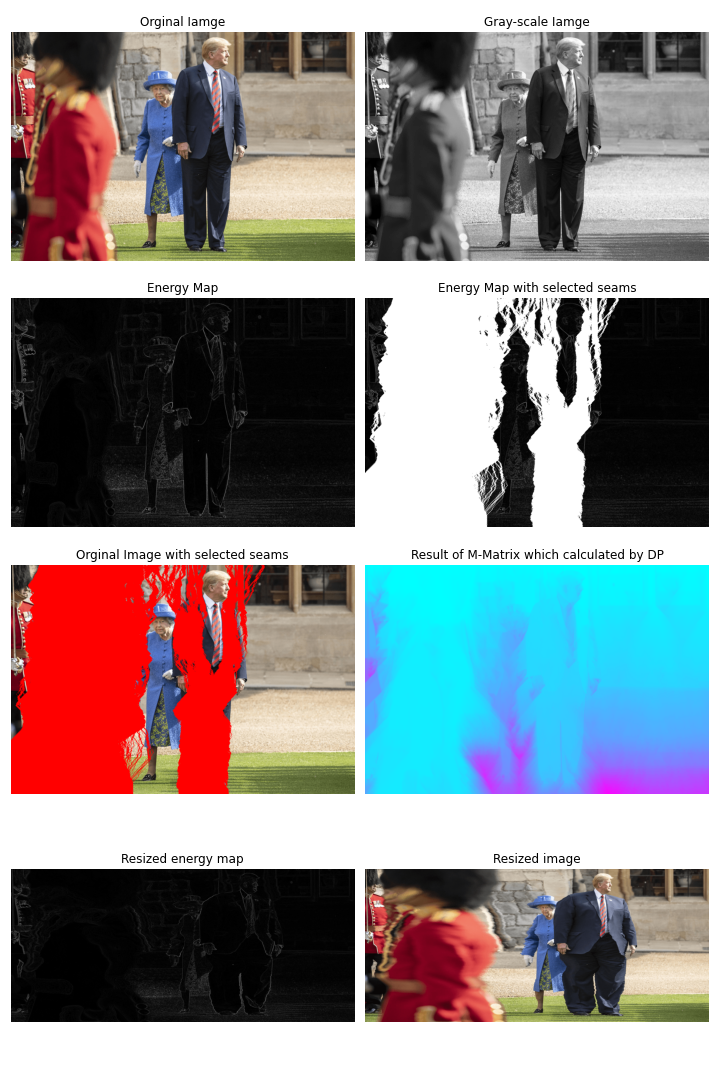 Orginal Iamge
Gray-scale Iamge
Energy Map
Energy Map with selected seams
Orginal Image with selected seams
Result of M-Matrix which calculated by DP
Resized energy map
Resized image